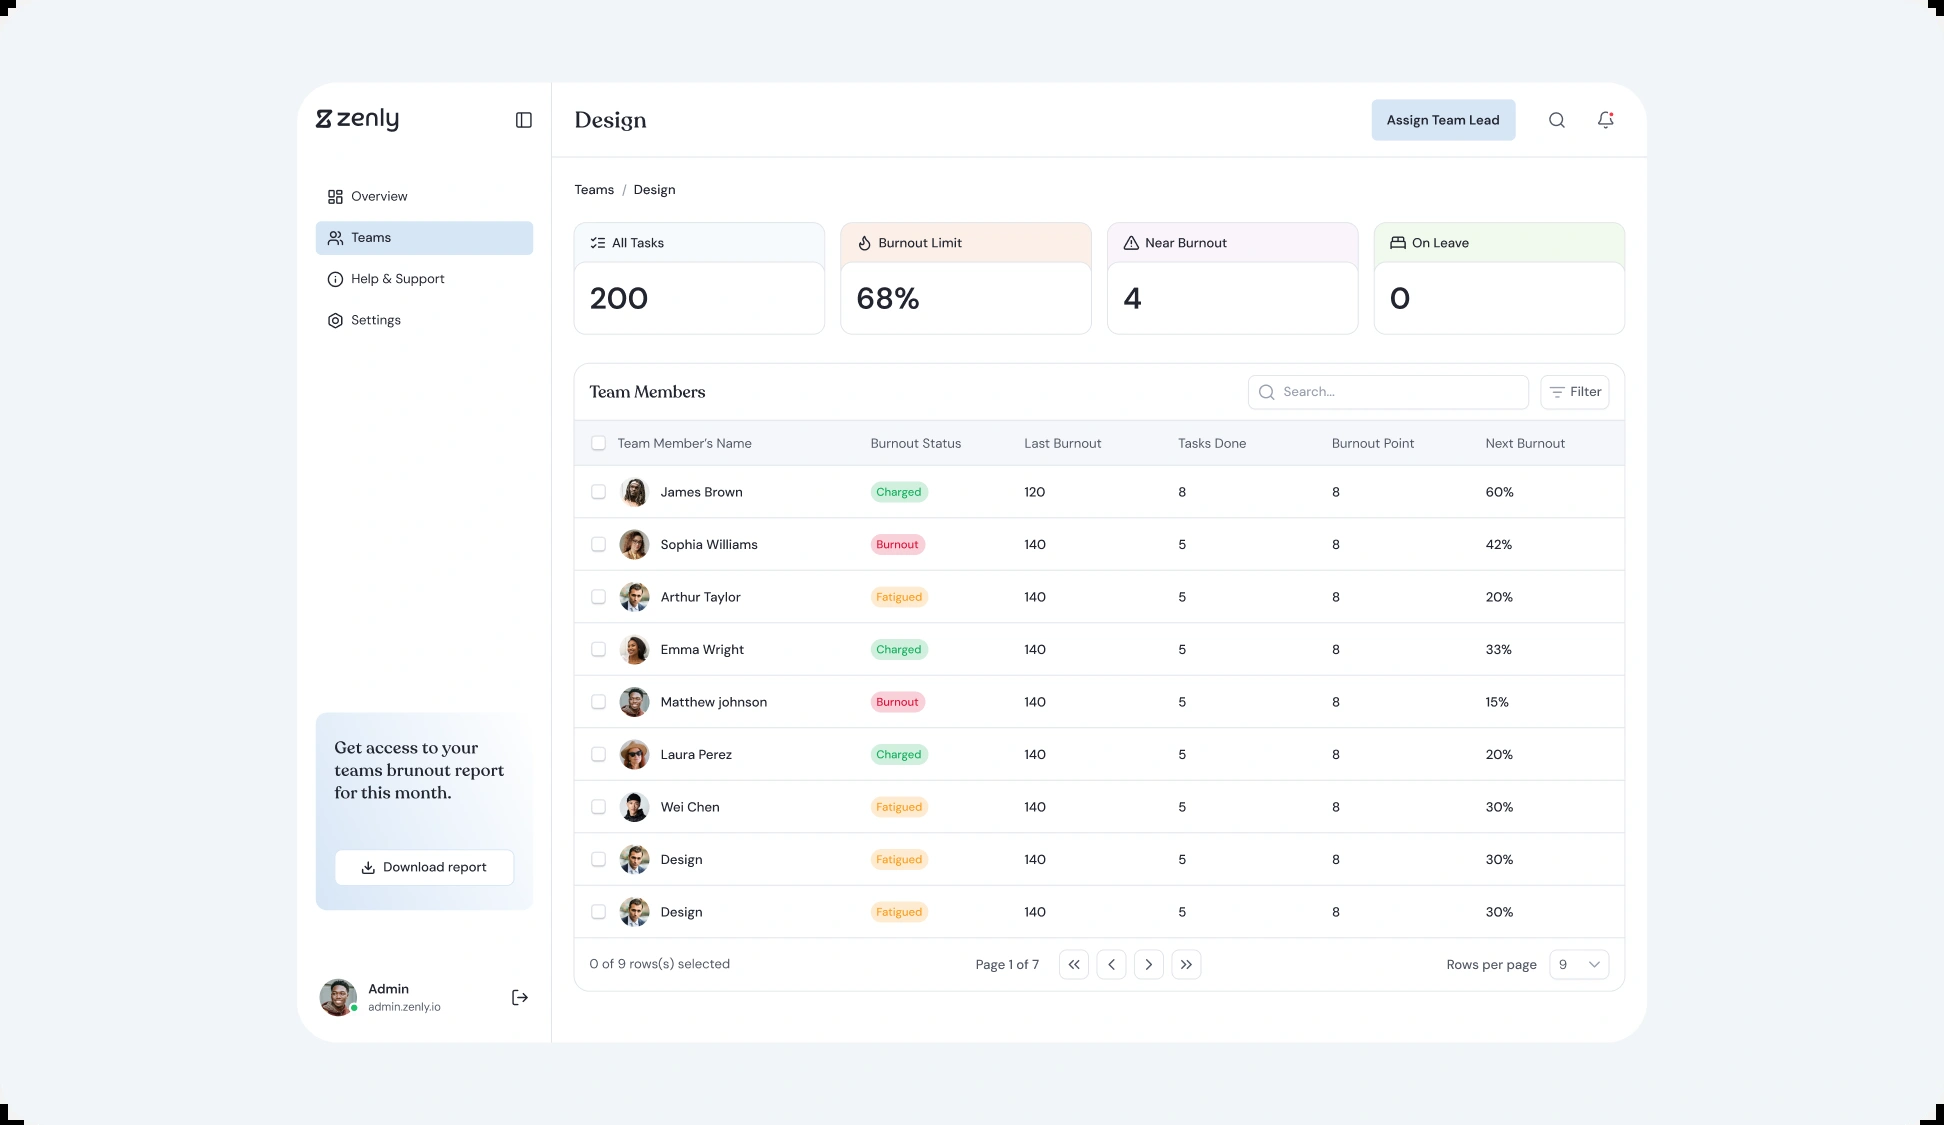 zenly
Design
Assign Team Lead
Overview
Teams
Help & Support
Settings
Teams / Design
All Tasks
200
Burnout Limit
68%
Near Burnout
4
On Leave
0
Team Members
Search...
Filter
Team Member's Name Burnout Status Last Burnout Tasks Done Burnout Point Next Burnout
James Brown Charged 120 8 8 60%
Sophia Williams Burnout 140 5 8 42%
Arthur Taylor Fatigued 140 5 8 20%
Emma Wright Charged 140 5 8 33%
Matthew johnson Burnout 140 5 8 15%
Laura Perez Charged 140 5 8 20%
Wei Chen Fatigued 140 5 8 30%
Design Fatigued 140 5 8 30%
Design Fatigued 140 5 8 30%
0 of 9 rows(s) selected Page 1 of 7 Rows per page 9
Get access to your
teams brunout report
for this month.
Download report
Admin
admin.zenly.io